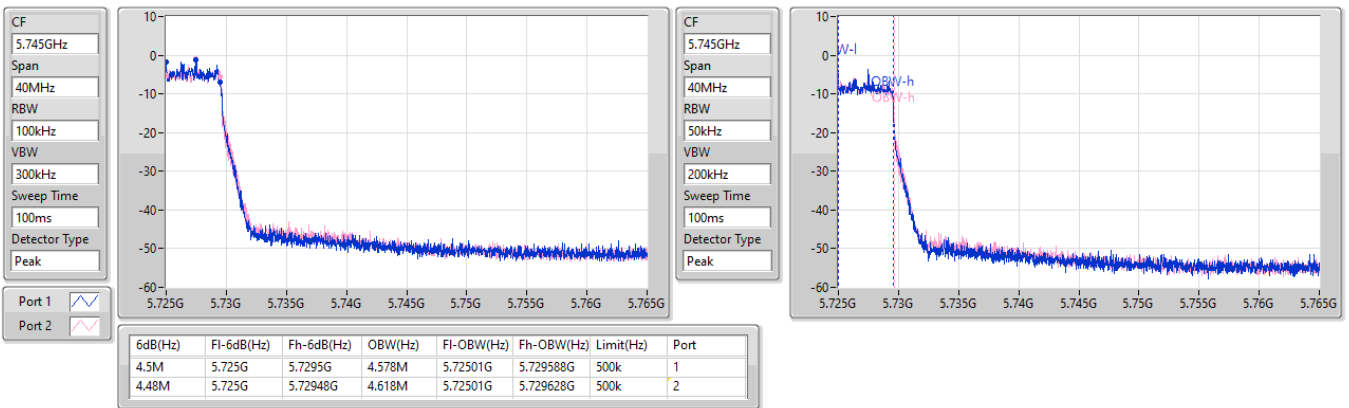 CF
5.745GHz
Span
40MHz
RBW
100kHz
VBW
300kHz
Sweep Time
100ms
Detector Type
Peak
Port 1
Port 2
10
0
-10
-20
-30
-40
-50
-60
5.725G 5.73G 5.735G 5.74G 5.745G 5.75G 5.755G 5.76G 5.765G
CF
5.745GHz
Span
40MHz
RBW
50kHz
VBW
200kHz
Sweep Time
100ms
Detector Type
Peak
10
0
-10
-20
-30
-40
-50
-60
W-l
OBW-h
OBW-h
5.725G 5.73G 5.735G 5.74G 5.745G 5.75G 5.755G 5.76G 5.765G
6dB(Hz) Fl-6dB(Hz) Fh-6dB(Hz) OBW(Hz) Fl-OBW(Hz) Fh-OBW(Hz) Limit(Hz) Port
4.5M 5.725G 5.7295G 4.578M 5.72501G 5.729588G 500k 1
4.48M 5.725G 5.72948G 4.618M 5.72501G 5.729628G 500k 2